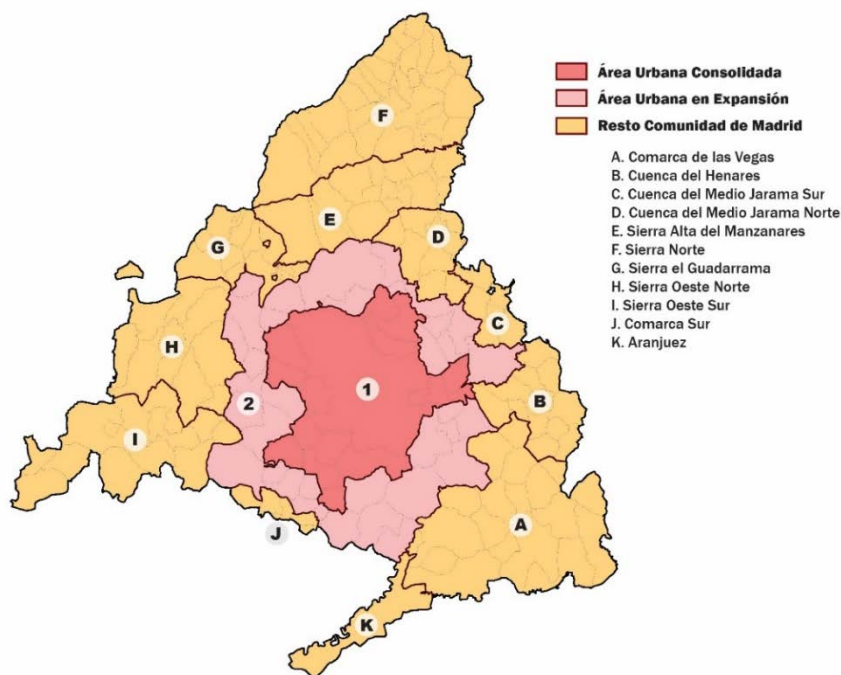 Área Urbana Consolidada
Área Urbana en Expansión
Resto Comunidad de Madrid
A. Comarca de las Vegas
B. Cuenca del Henares
C. Cuenca del Medio Jarama Sur
D. Cuenca del Medio Jarama Norte
E. Sierra Alta del Manzanares
F. Sierra Norte
G. Sierra el Guadarrama
H. Sierra Oeste Norte
I. Sierra Oeste Sur
J. Comarca Sur
K. Aranjuez
F
E
D
G
C
H
1
2
B
I
A
J
K